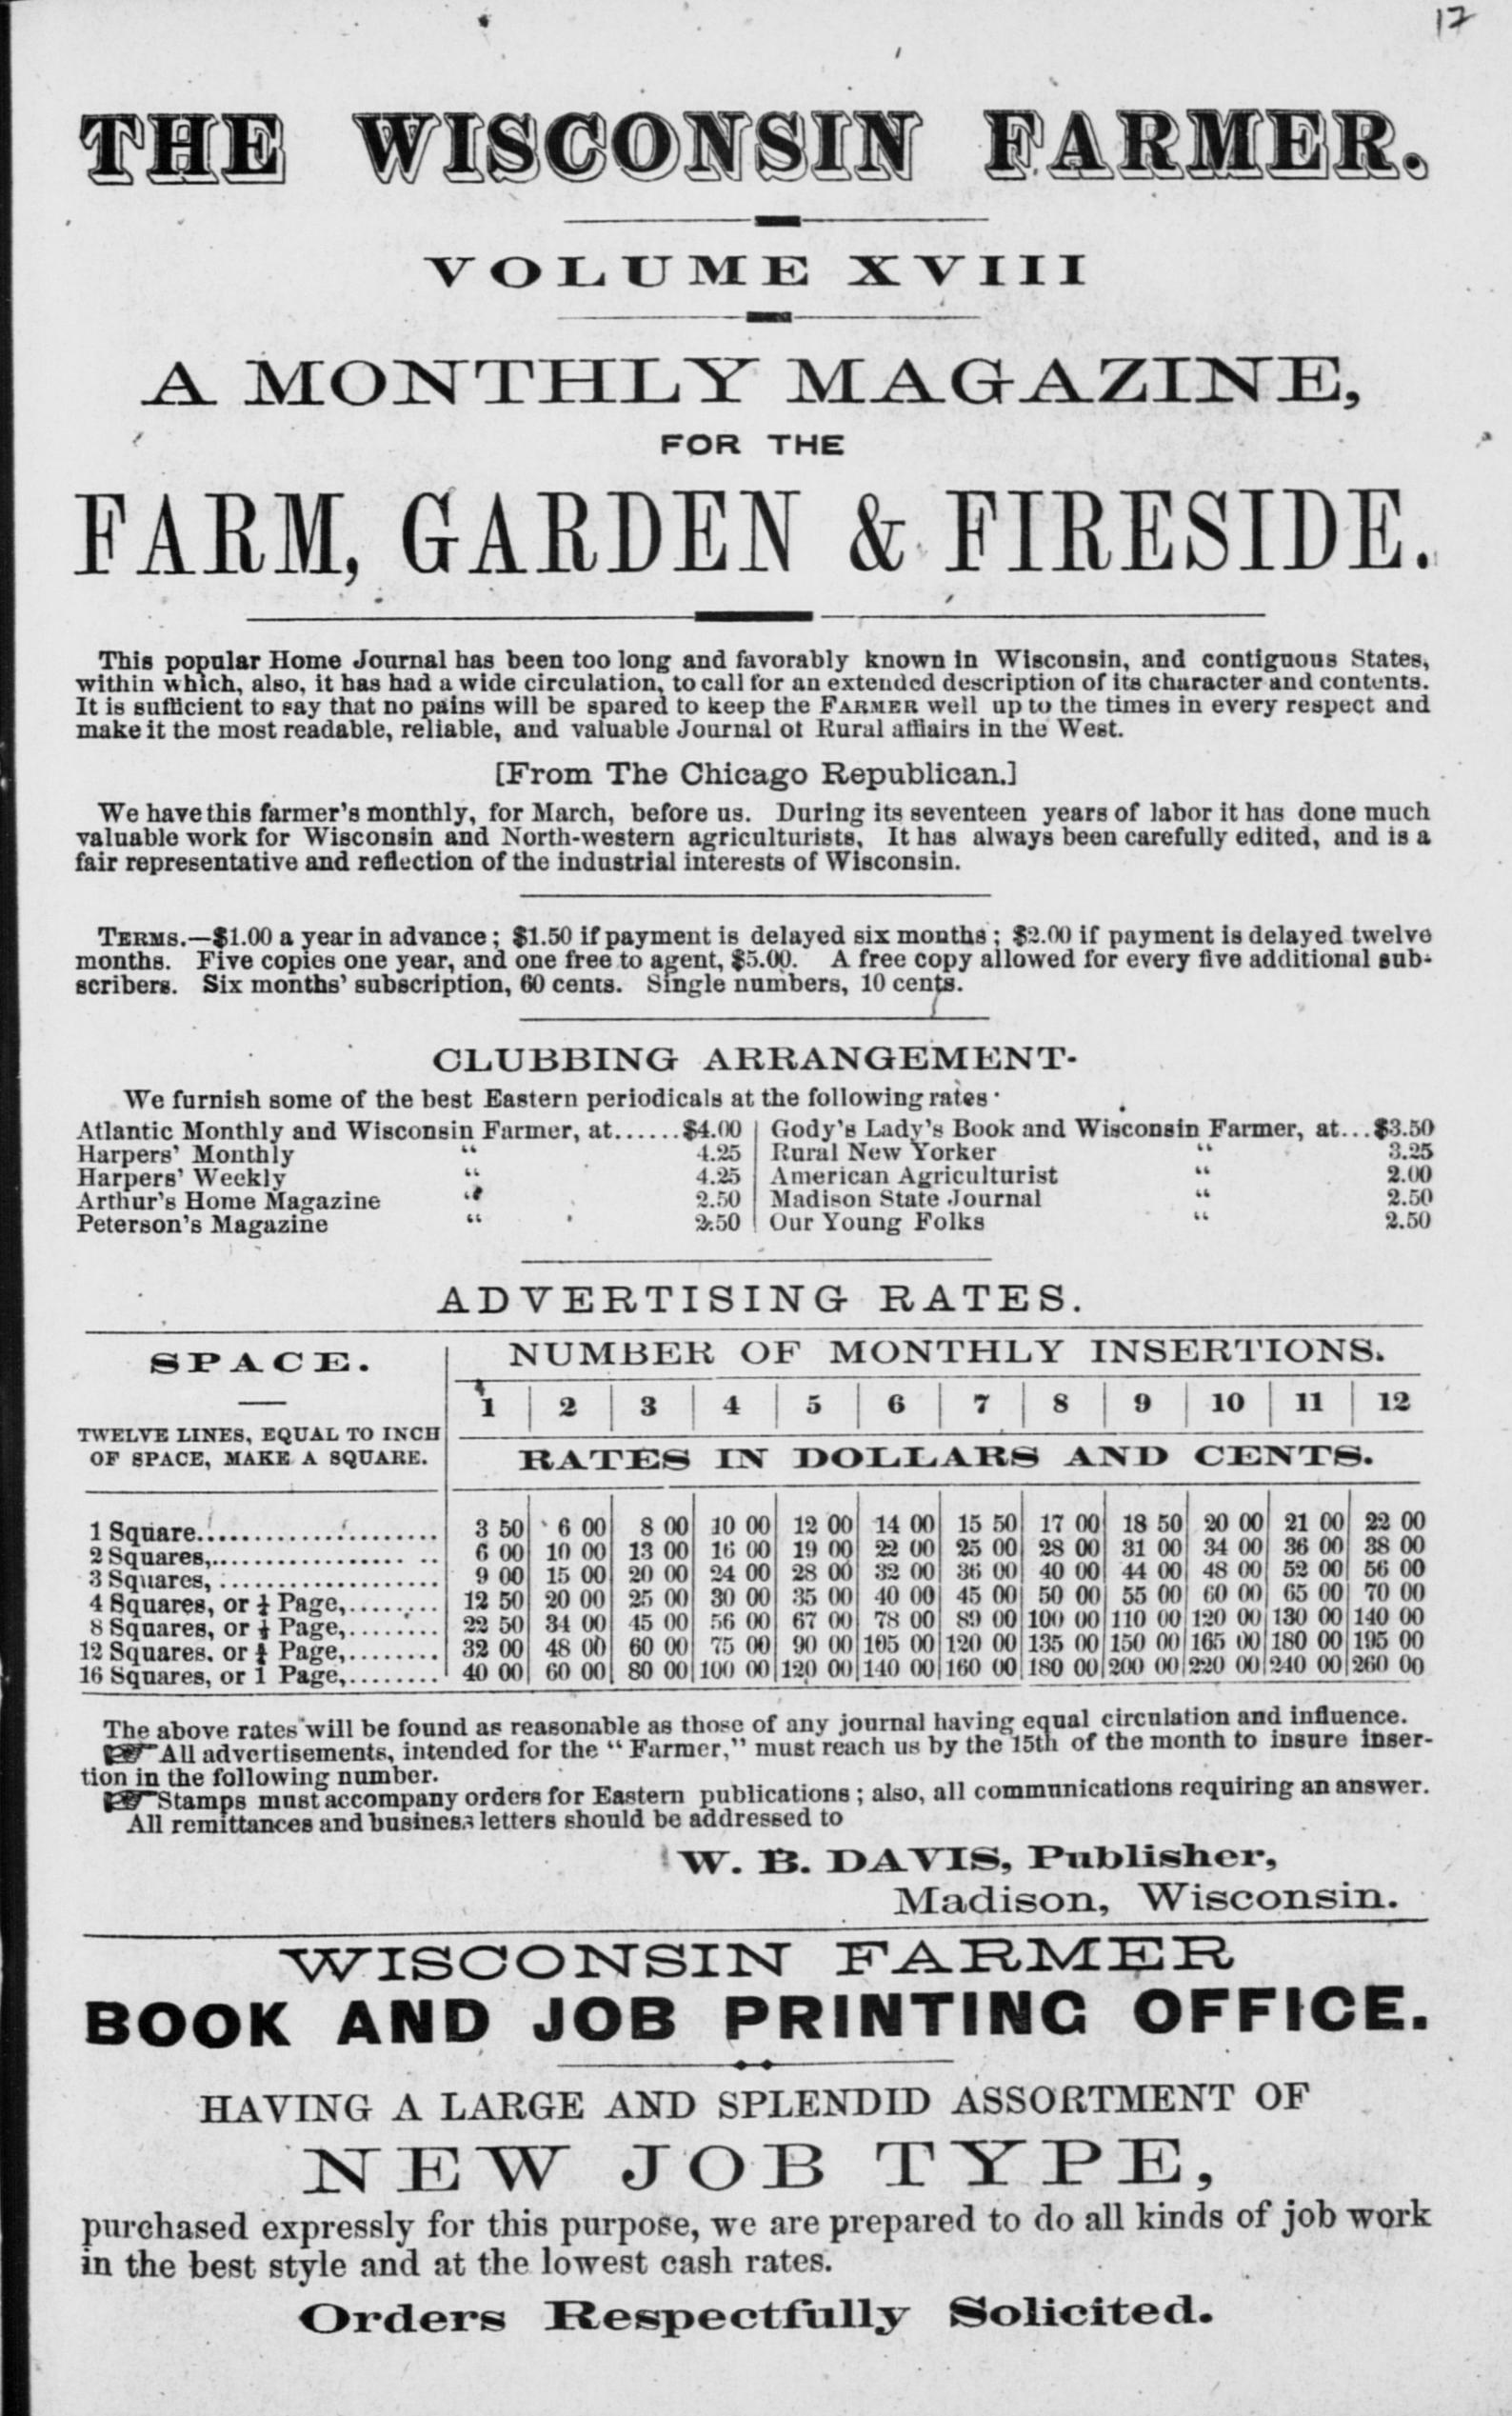 17
THE WISCONSIN FARMER.
VOLUME XVIII
A MONTHLY MAGAZINE,
FOR THE
FARM, GARDEN & FIRESIDE.
This popular Home Journal has been too long and favorably known in Wisconsin, and contiguous States,
within which, also, it has had a wide circulation, to call for an extended description of its character and contents.
It is sufficient to say that no pains will be spared to keep the FARMER well up to the times in every respect and
make it the most readable, reliable, and valuable Journal of Rural affiairs in the West.
[From The Chicago Republican.]
We have this farmer's monthly, for March, before us. During its seventeen years of labor it has done much
valuable work for Wisconsin and North-western agriculturists, It has always been carefully edited, and is a
fair representative and reflection of the industrial interests of Wisconsin.
TERMS.—$1.00 a year in advance; $1.50 if payment is delayed six months; $2.00 if payment is delayed twelve
months. Five copies one year, and one free to agent, $5.00. A free copy allowed for every five additional sub-
scribers. Six months' subscription, 60 cents. Single numbers, 10 cents.
CLUBBING ARRANGEMENT-
We furnish some of the best Eastern periodicals at the following rates·
Atlantic Monthly and Wisconsin Farmer, at......$4.00 | Gody's Lady's Book and Wisconsin Farmer, at...$3.50
Harpers' Monthly " 4.25 | Rural New Yorker " 3.25
Harpers' Weekly " 4.25 | American Agriculturist " 2.00
Arthur's Home Magazine " 2.50 | Madison State Journal " 2.50
Peterson's Magazine " 2.50 | Our Young Folks " 2.50
ADVERTISING RATES.
SPACE.
TWELVE LINES, EQUAL TO INCH
OF SPACE, MAKE A SQUARE.
NUMBER OF MONTHLY INSERTIONS.
1 | 2 | 3 | 4 | 5 | 6 | 7 | 8 | 9 | 10 | 11 | 12
RATES IN DOLLARS AND CENTS.
1 Square....................... 3 50 6 00 8 00 10 00 12 00 14 00 15 50 17 00 18 50 20 00 21 00 22 00
2 Squares,................... 6 00 10 00 13 00 16 00 19 00 22 00 25 00 28 00 31 00 34 00 36 00 38 00
3 Squares, .................... 9 00 15 00 20 00 24 00 28 00 32 00 36 00 40 00 44 00 48 00 52 00 56 00
4 Squares, or ¼ Page,......... 12 50 20 00 25 00 30 00 35 00 40 00 45 00 50 00 55 00 60 00 65 00 70 00
8 Squares, or ½ Page,........ 22 50 34 00 45 00 56 00 67 00 78 00 89 00 100 00 110 00 120 00 130 00 140 00
12 Squares. or ¾ Page,........ 32 00 48 00 60 00 75 00 90 00 105 00 120 00 135 00 150 00 165 00 180 00 195 00
16 Squares, or 1 Page,........ 40 00 60 00 80 00 100 00 120 00 140 00 160 00 180 00 200 00 220 00 240 00 260 00
The above rates will be found as reasonable as those of any journal having equal circulation and influence.
☞ All advertisements, intended for the "Farmer," must reach us by the 15th of the month to insure inser-
tion in the following number.
☞ Stamps must accompany orders for Eastern publications; also, all communications requiring an answer.
All remittances and business letters should be addressed to
W. B. DAVIS, Publisher,
Madison, Wisconsin.
WISCONSIN FARMER
BOOK AND JOB PRINTING OFFICE.
HAVING A LARGE AND SPLENDID ASSORTMENT OF
NEW JOB TYPE,
purchased expressly for this purpose, we are prepared to do all kinds of job work
in the best style and at the lowest cash rates.
Orders Respectfully Solicited.